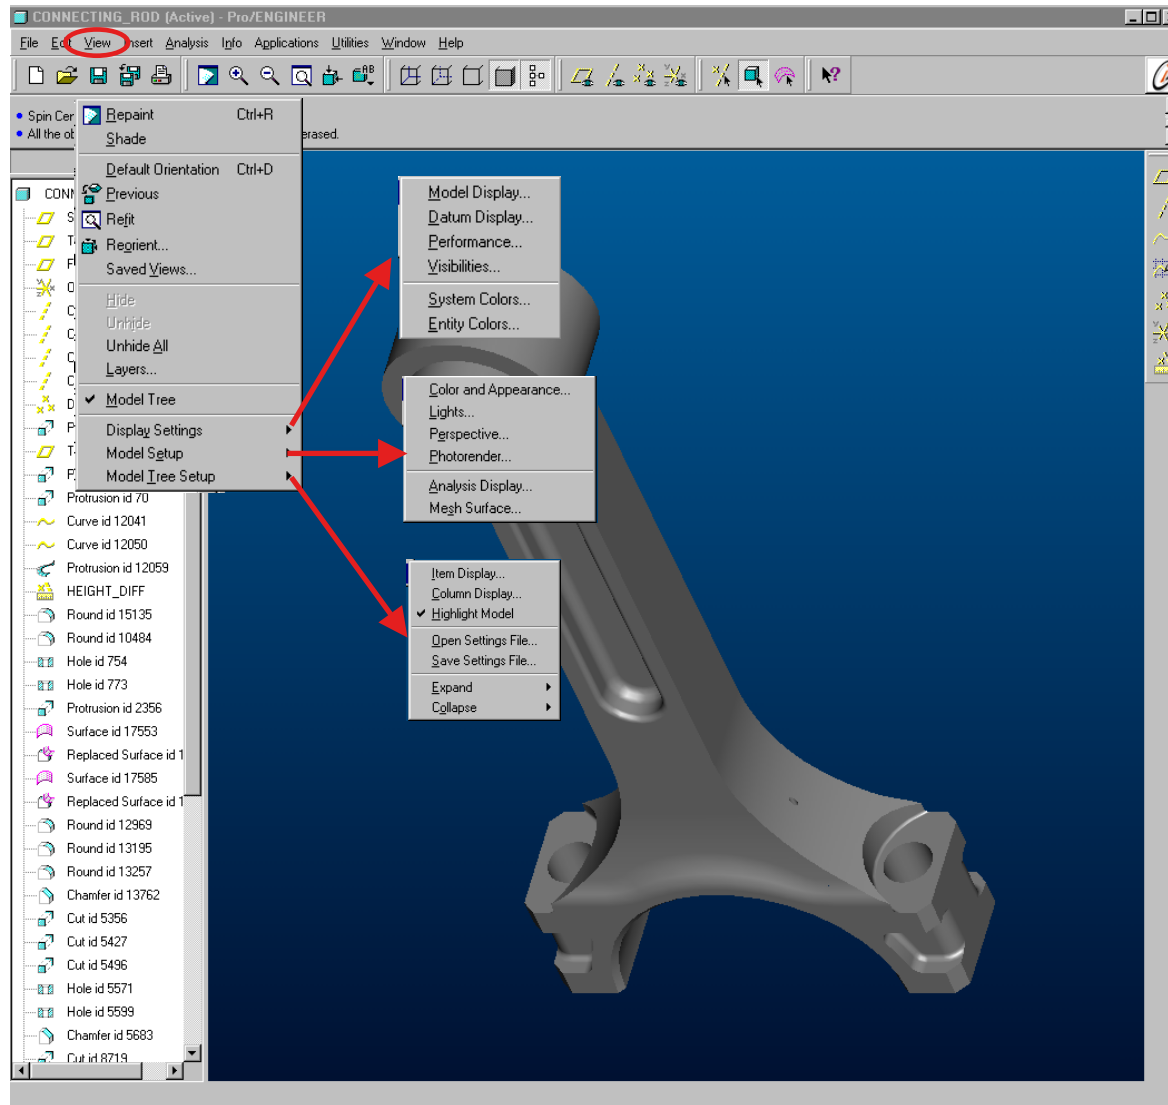 CONNECTING_ROD (Active) - Pro/ENGINEER
File Edit View Insert Analysis Info Applications Utilities Window Help
Spin Cer
All the ob erased.
Repaint Ctrl+R
Shade
Default Orientation Ctrl+D
Previous
Refit
Reorient...
Saved Views...
Hide
Unhide
Unhide All
Layers...
Model Tree
Display Settings
Model Setup
Model Tree Setup
Model Display...
Datum Display...
Performance...
Visibilities...
System Colors...
Entity Colors...
Color and Appearance...
Lights...
Perspective...
Photorender...
Analysis Display...
Mesh Surface...
Item Display...
Column Display...
Highlight Model
Open Settings File...
Save Settings File...
Expand
Collapse
Protrusion id 70
Curve id 12041
Curve id 12050
Protrusion id 12059
HEIGHT_DIFF
Round id 15135
Round id 10484
Hole id 754
Hole id 773
Protrusion id 2356
Surface id 17553
Replaced Surface id 1
Surface id 17585
Replaced Surface id 1
Round id 12969
Round id 13195
Round id 13257
Chamfer id 13762
Cut id 5356
Cut id 5427
Cut id 5496
Hole id 5571
Hole id 5599
Chamfer id 5683
Cut id 8719